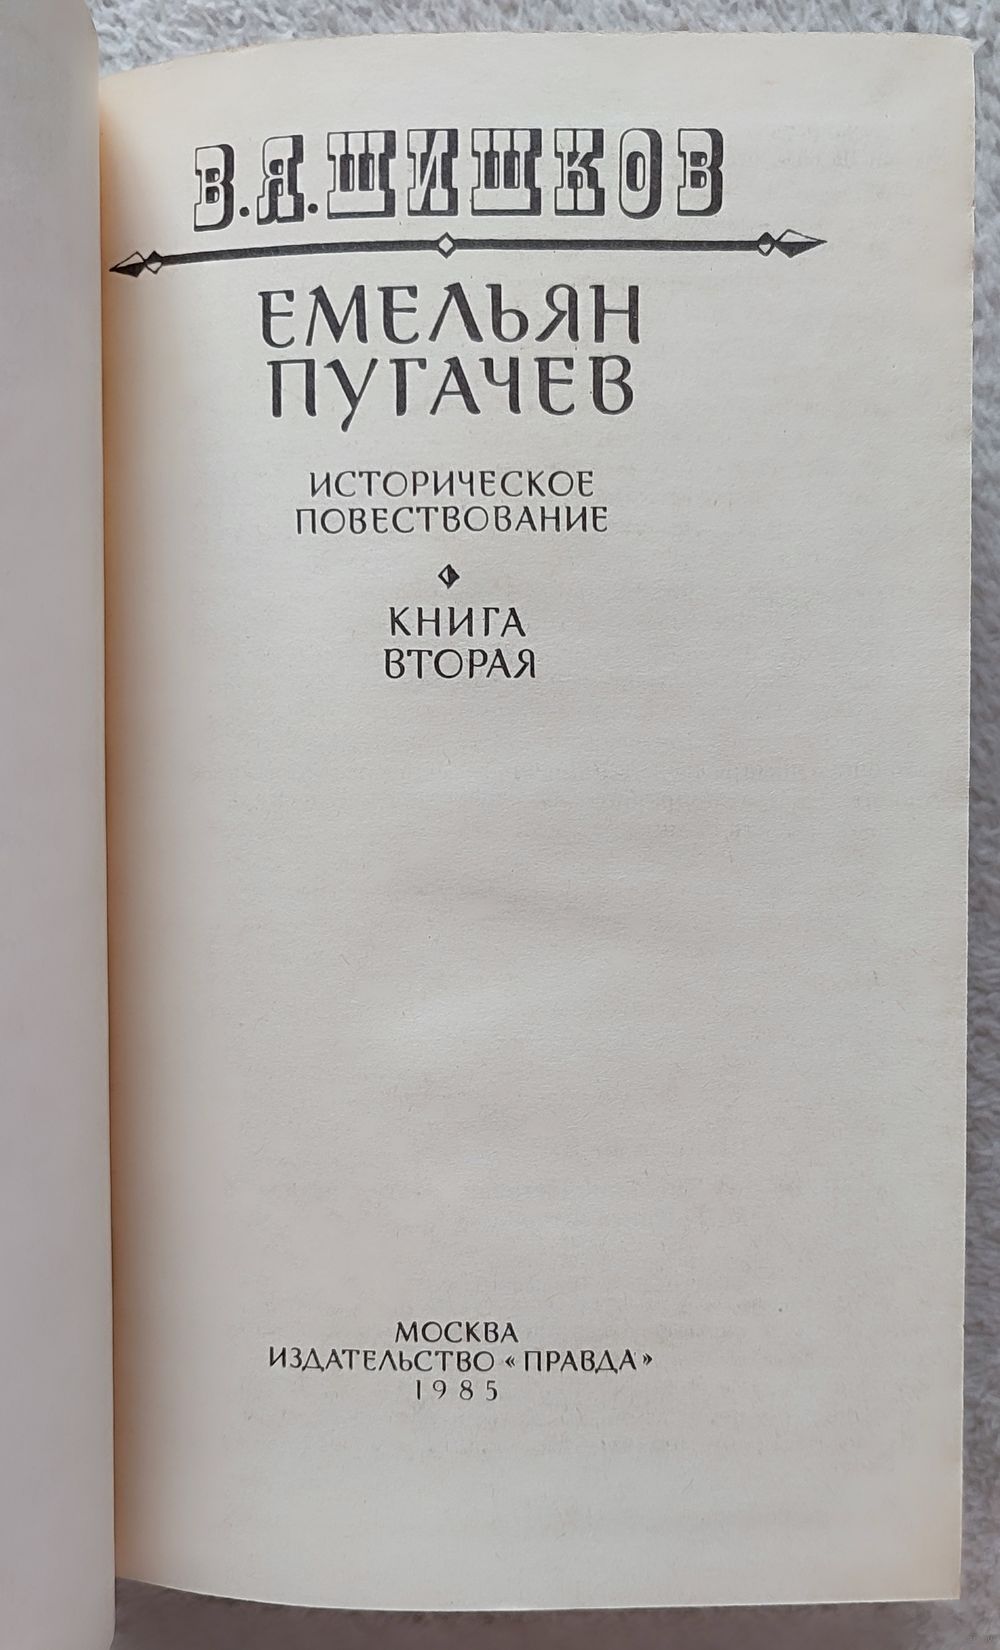 В.Я.ШИШКОВ
ЕМЕЛЬЯН
ПУГАЧЕВ
ИСТОРИЧЕСКОЕ
ПОВЕСТВОВАНИЕ
КНИГА
ВТОРАЯ
МОСКВА
ИЗДАТЕЛЬСТВО «ПРАВДА»
1985